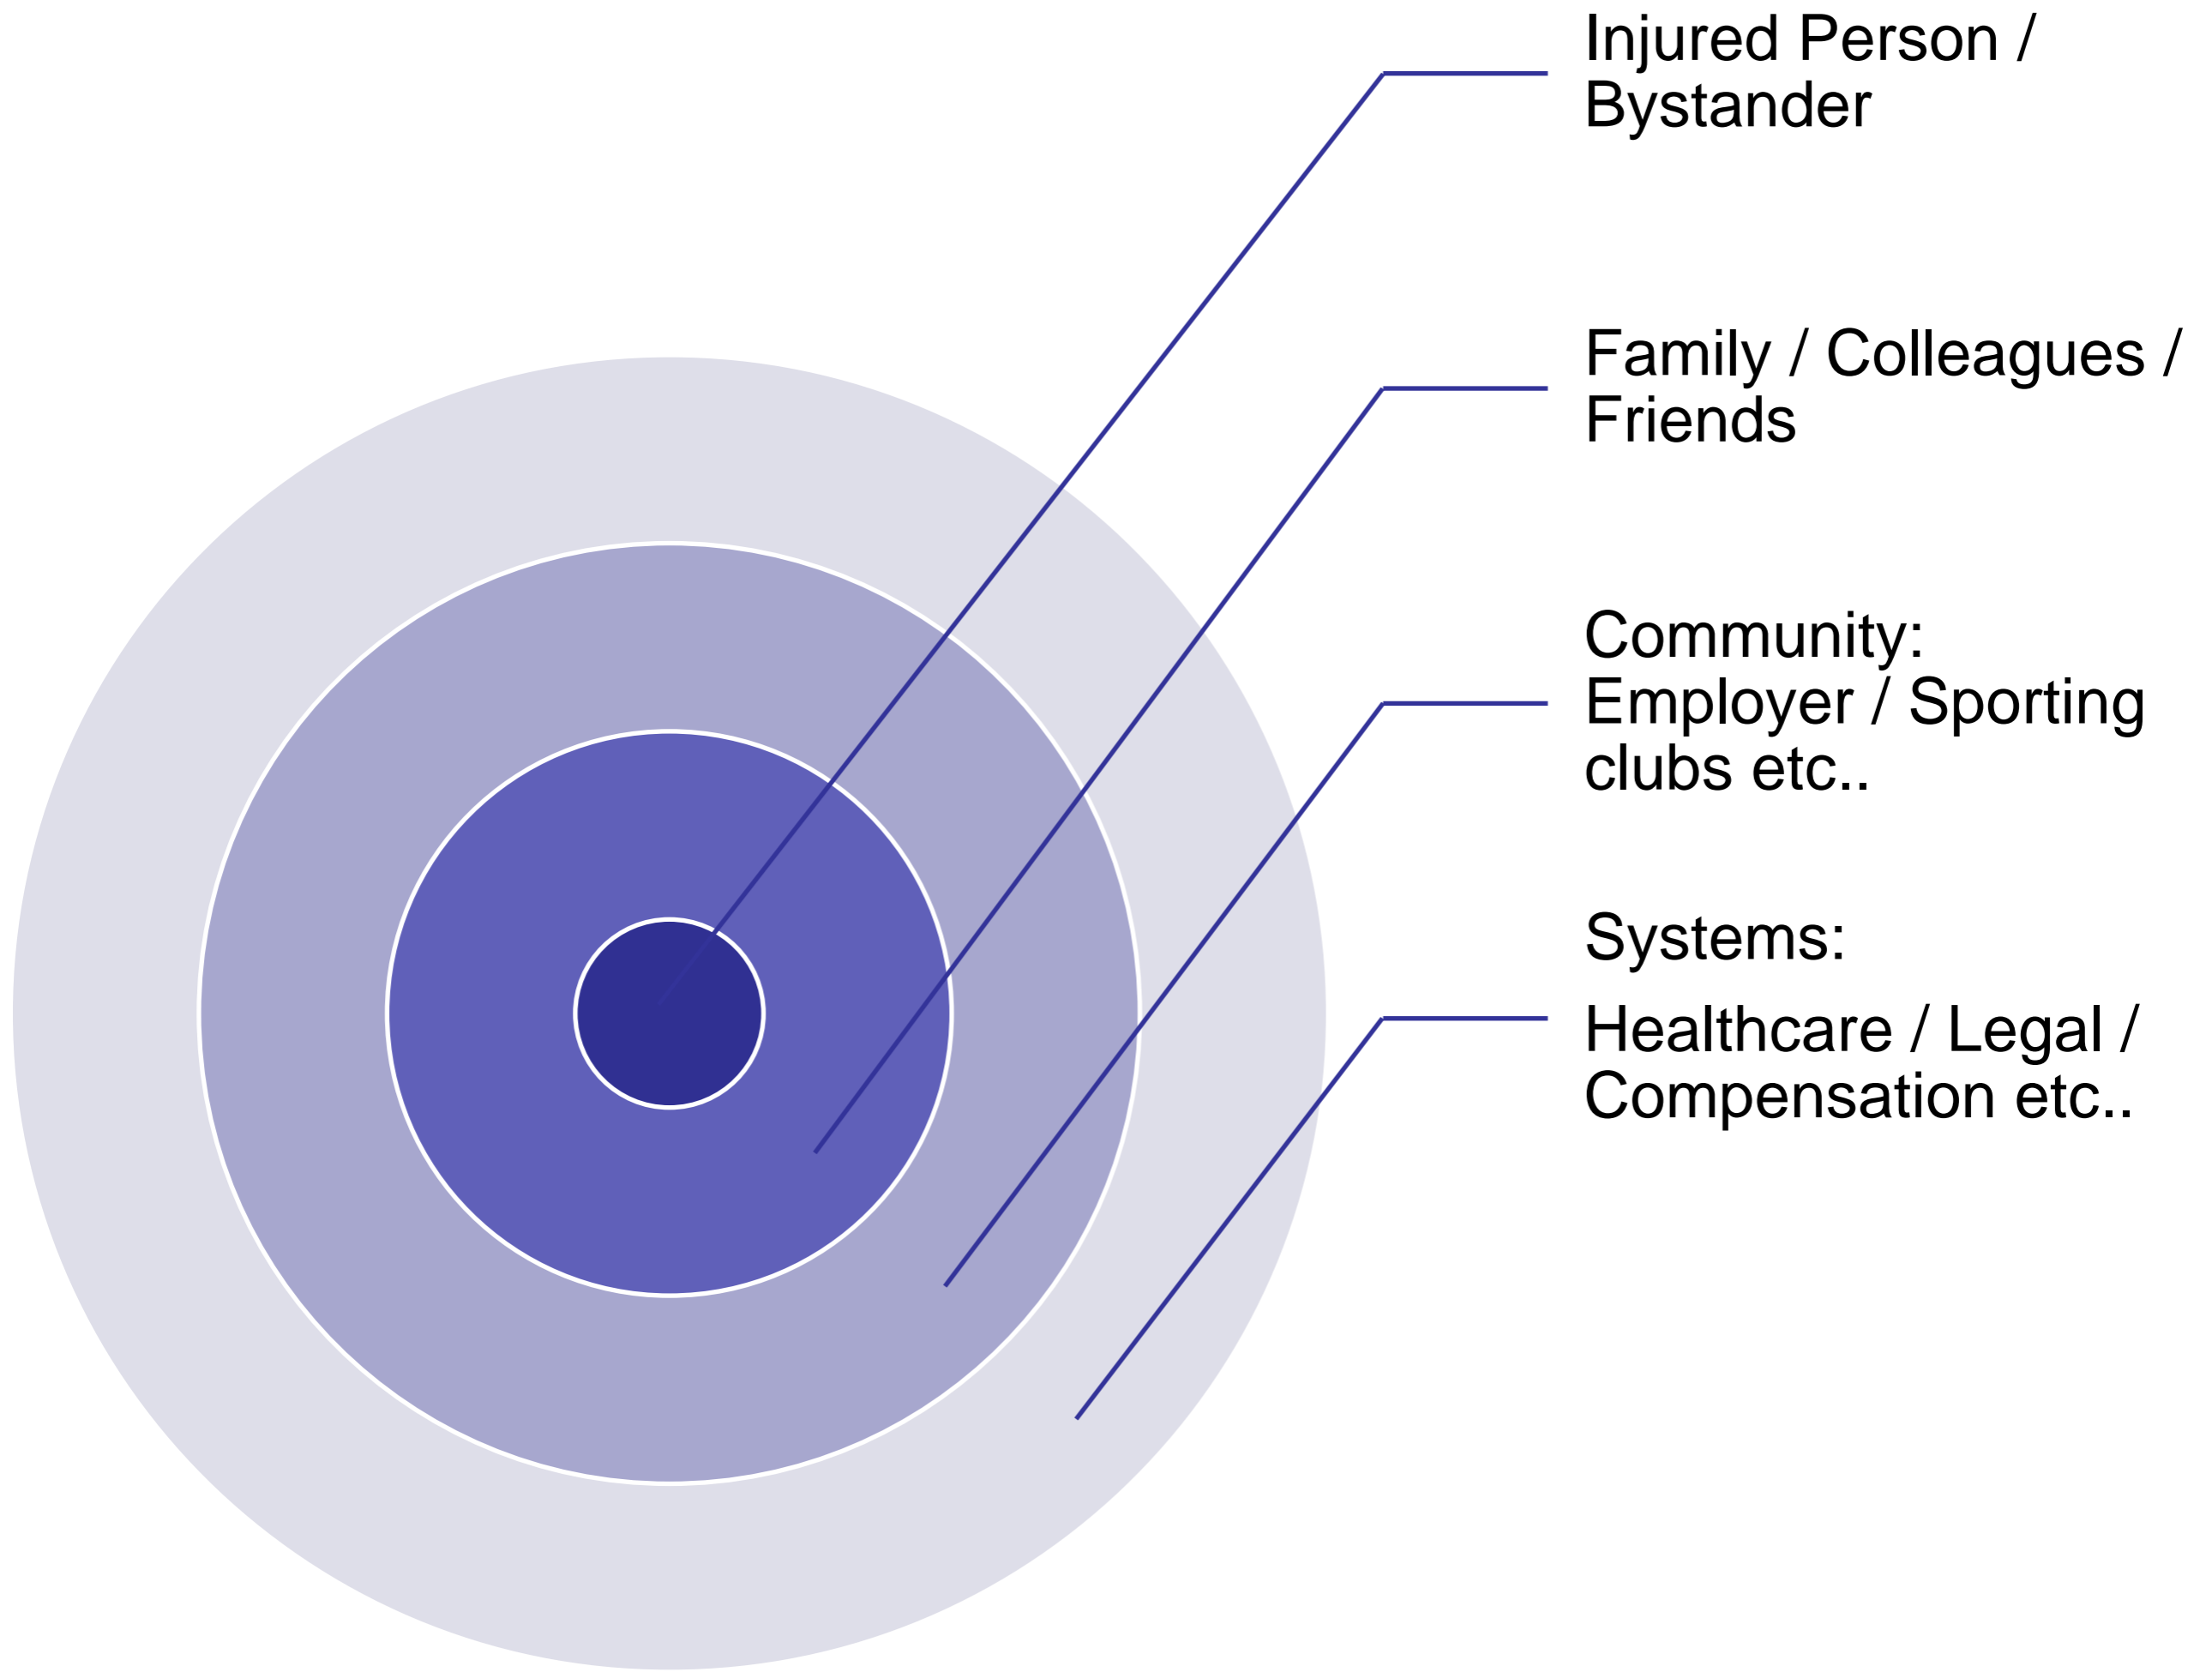 Injured Person /
Bystander
Family / Colleagues /
Friends
Community:
Employer / Sporting
clubs etc..
Systems:
Healthcare / Legal /
Compensation etc..